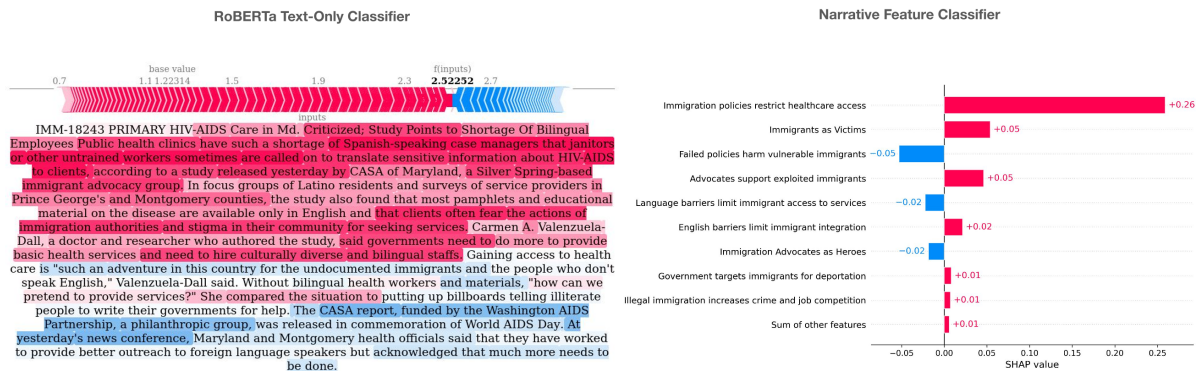 RoBERTa Text-Only Classifier
base value
f(inputs)
0.7 1.1 1.22314 1.5 1.9 2.3 2.52252 2.7
inputs
IMM-18243 PRIMARY HIV-AIDS Care in Md. Criticized; Study Points to Shortage Of Bilingual
Employees Public health clinics have such a shortage of Spanish-speaking case managers that janitors
or other untrained workers sometimes are called on to translate sensitive information about HIV-AIDS
to clients, according to a study released yesterday by CASA of Maryland, a Silver Spring-based
immigrant advocacy group. In focus groups of Latino residents and surveys of service providers in
Prince George's and Montgomery counties, the study also found that most pamphlets and educational
material on the disease are available only in English and that clients often fear the actions of
immigration authorities and stigma in their community for seeking services. Carmen A. Valenzuela-
Dall, a doctor and researcher who authored the study, said governments need to do more to provide
basic health services and need to hire culturally diverse and bilingual staffs. Gaining access to health
care is "such an adventure in this country for the undocumented immigrants and the people who don't
speak English," Valenzuela-Dall said. Without bilingual health workers and materials, "how can we
pretend to provide services?" She compared the situation to putting up billboards telling illiterate
people to write their governments for help. The CASA report, funded by the Washington AIDS
Partnership, a philanthropic group, was released in commemoration of World AIDS Day. At
yesterday's news conference, Maryland and Montgomery health officials said that they have worked
to provide better outreach to foreign language speakers but acknowledged that much more needs to
be done.
Narrative Feature Classifier
Immigration policies restrict healthcare access +0.26
Immigrants as Victims +0.05
Failed policies harm vulnerable immigrants −0.05
Advocates support exploited immigrants +0.05
Language barriers limit immigrant access to services −0.02
English barriers limit immigrant integration +0.02
Immigration Advocates as Heroes −0.02
Government targets immigrants for deportation +0.01
Illegal immigration increases crime and job competition +0.01
Sum of other features +0.01
−0.05 0.00 0.05 0.10 0.15 0.20 0.25
SHAP value